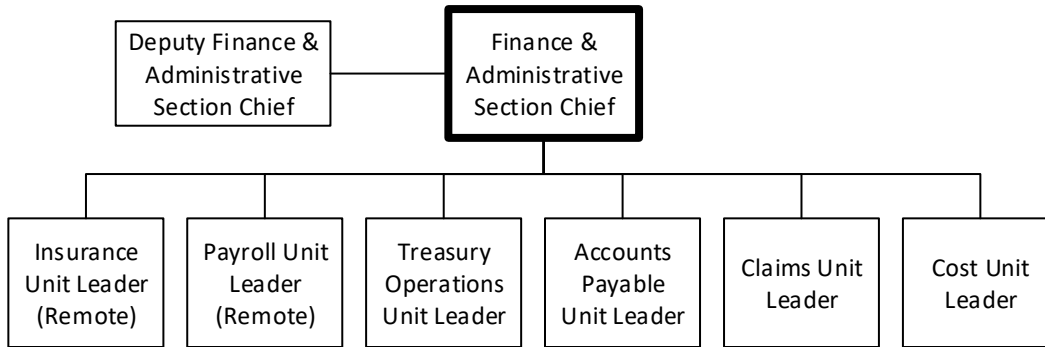 Deputy Finance &
Administrative
Section Chief
Finance &
Administrative
Section Chief
Insurance
Unit Leader
(Remote)
Payroll Unit
Leader
(Remote)
Treasury
Operations
Unit Leader
Accounts
Payable
Unit Leader
Claims Unit
Leader
Cost Unit
Leader